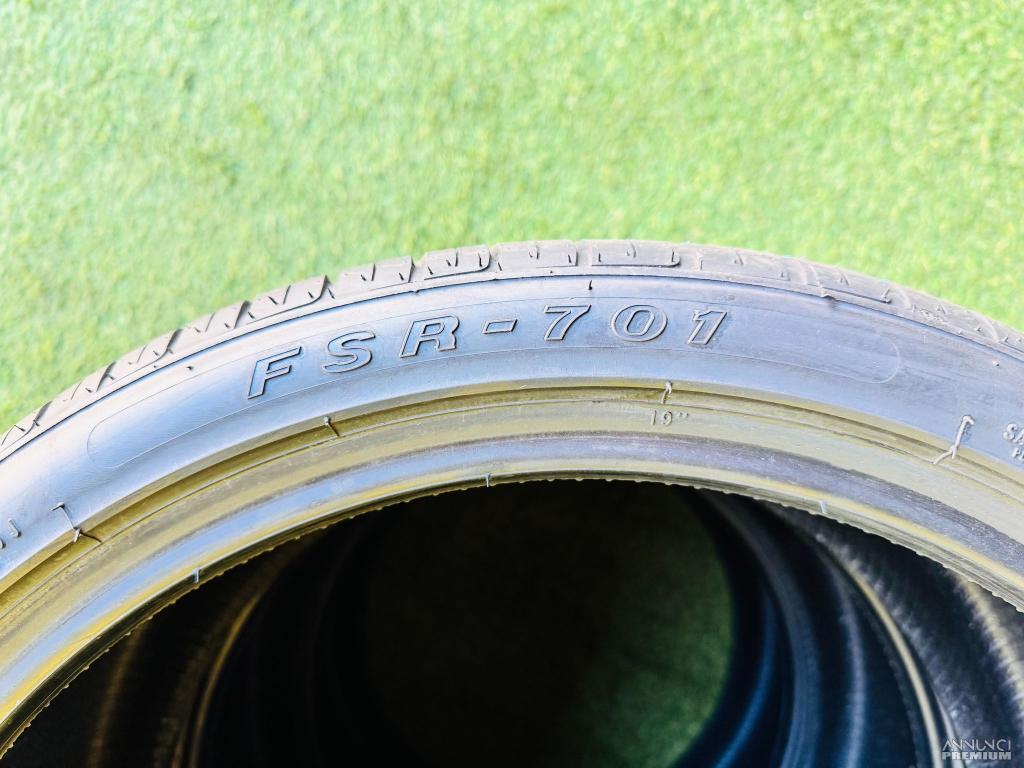 FSR-701
19"
ANNUNCI
PREMIUM